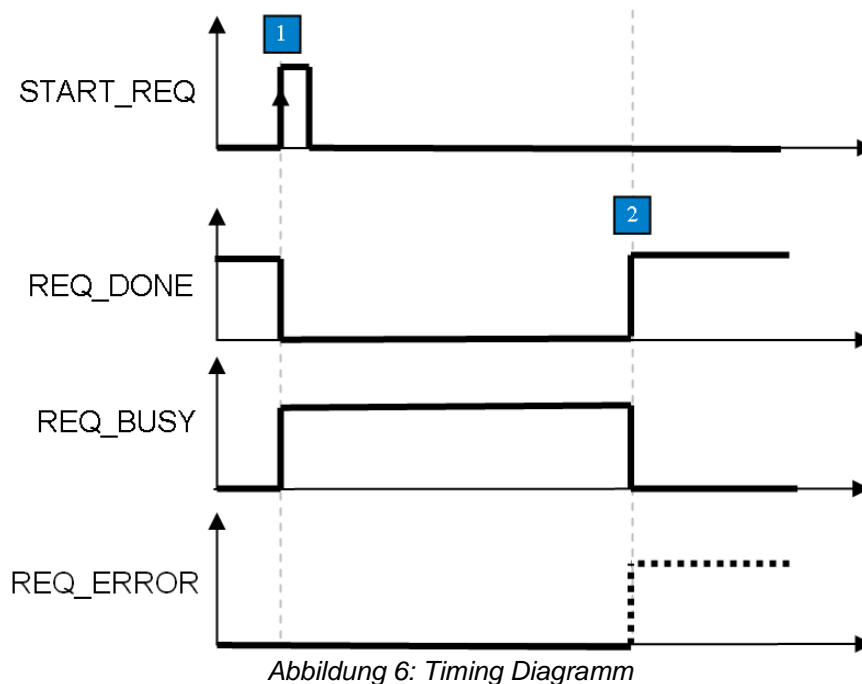 1
START_REQ
2
REQ_DONE
REQ_BUSY
REQ_ERROR
Abbildung 6: Timing Diagramm